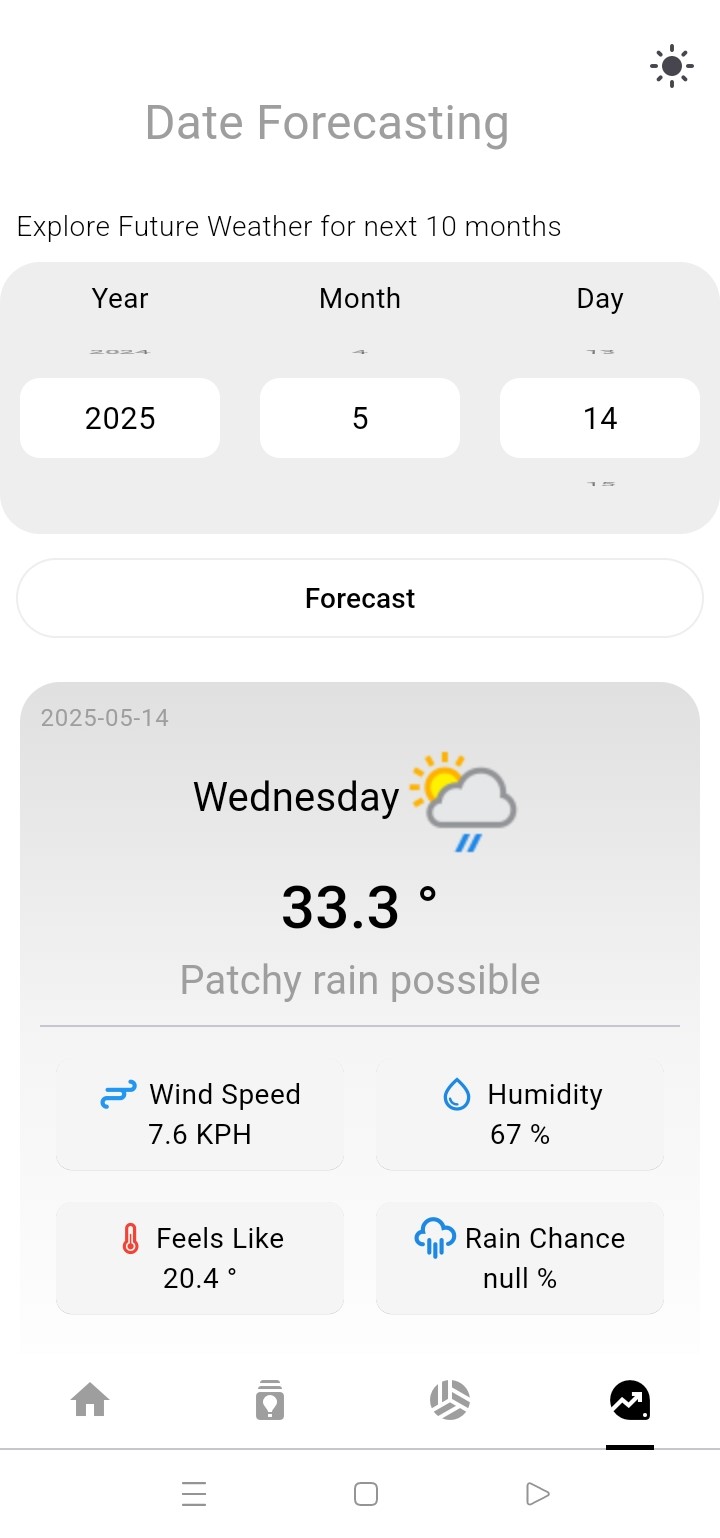 Date Forecasting
Explore Future Weather for next 10 months
Year Month Day
2024 4 13
2025 5 14
15
Forecast
2025-05-14
Wednesday
33.3 °
Patchy rain possible
Wind Speed
7.6 KPH
Humidity
67 %
Feels Like
20.4 °
Rain Chance
null %